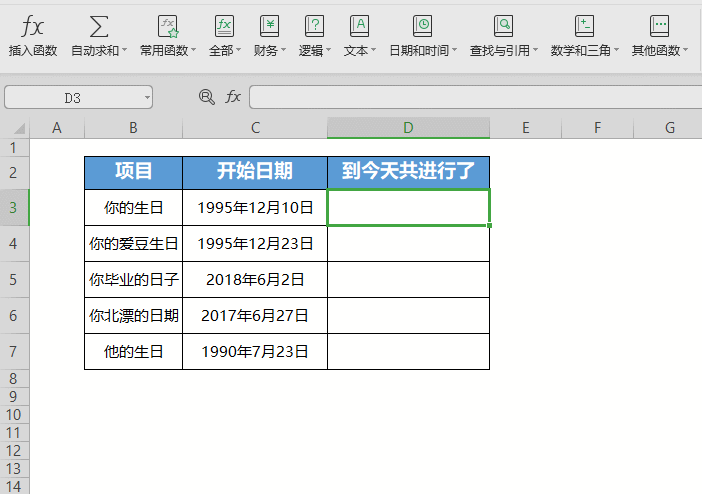 插入函数 自动求和 常用函数 全部 财务 逻辑 文本 日期和时间 查找与引用 数学和三角 其他函数
D3 fx
A B C D E F G
1
2 项目 开始日期 到今天共进行了
3 你的生日 1995年12月10日
4 你的爱豆生日 1995年12月23日
5 你毕业的日子 2018年6月2日
6 你北漂的日期 2017年6月27日
7 他的生日 1990年7月23日
8
9
10
11
12
13
14